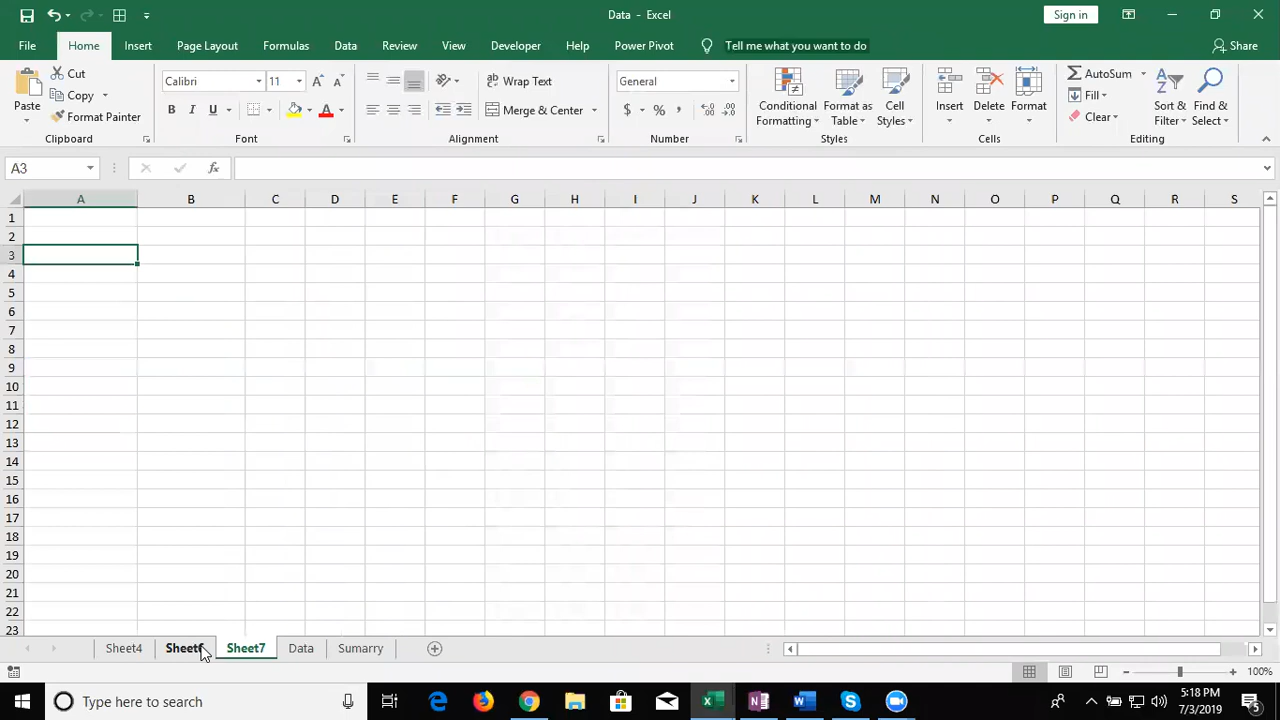 Data - Excel
Sign in
File Home Insert Page Layout Formulas Data Review View Developer Help Power Pivot Tell me what you want to do Share
Paste
Cut
Copy
Format Painter
Clipboard
Calibri 11
B I U
Font
Wrap Text
Merge & Center
Alignment
General
$ % ,
Number
Conditional Formatting
Format as Table
Cell Styles
Styles
Insert
Delete
Format
Cells
AutoSum
Fill
Clear
Sort & Filter
Find & Select
Editing
A3
fx
A B C D E F G H I J K L M N O P Q R S
1
2
3
4
5
6
7
8
9
10
11
12
13
14
15
16
17
18
19
20
21
22
23
Sheet4 Sheet7 Data Sumarry
100%
Type here to search
5:18 PM
7/3/2019
5